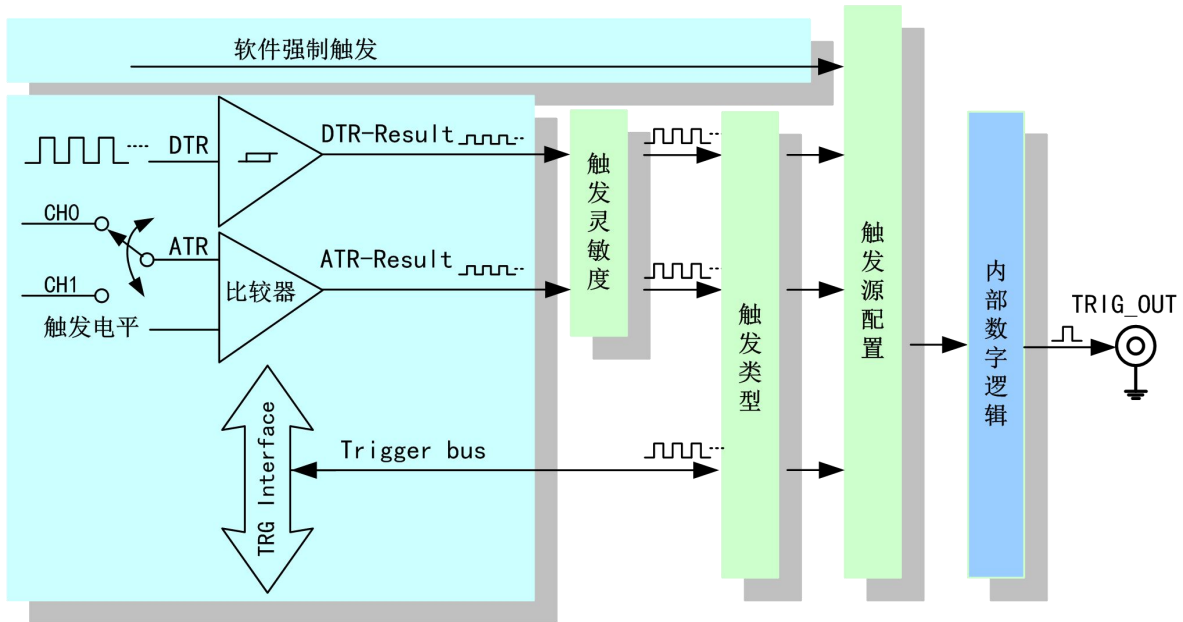 软件强制触发
DTR
DTR-Result
CH0
ATR
ATR-Result
CH1
比较器
触发电平
TRG Interface
Trigger bus
触发灵敏度
触发类型
触发源配置
内部数字逻辑
TRIG_OUT